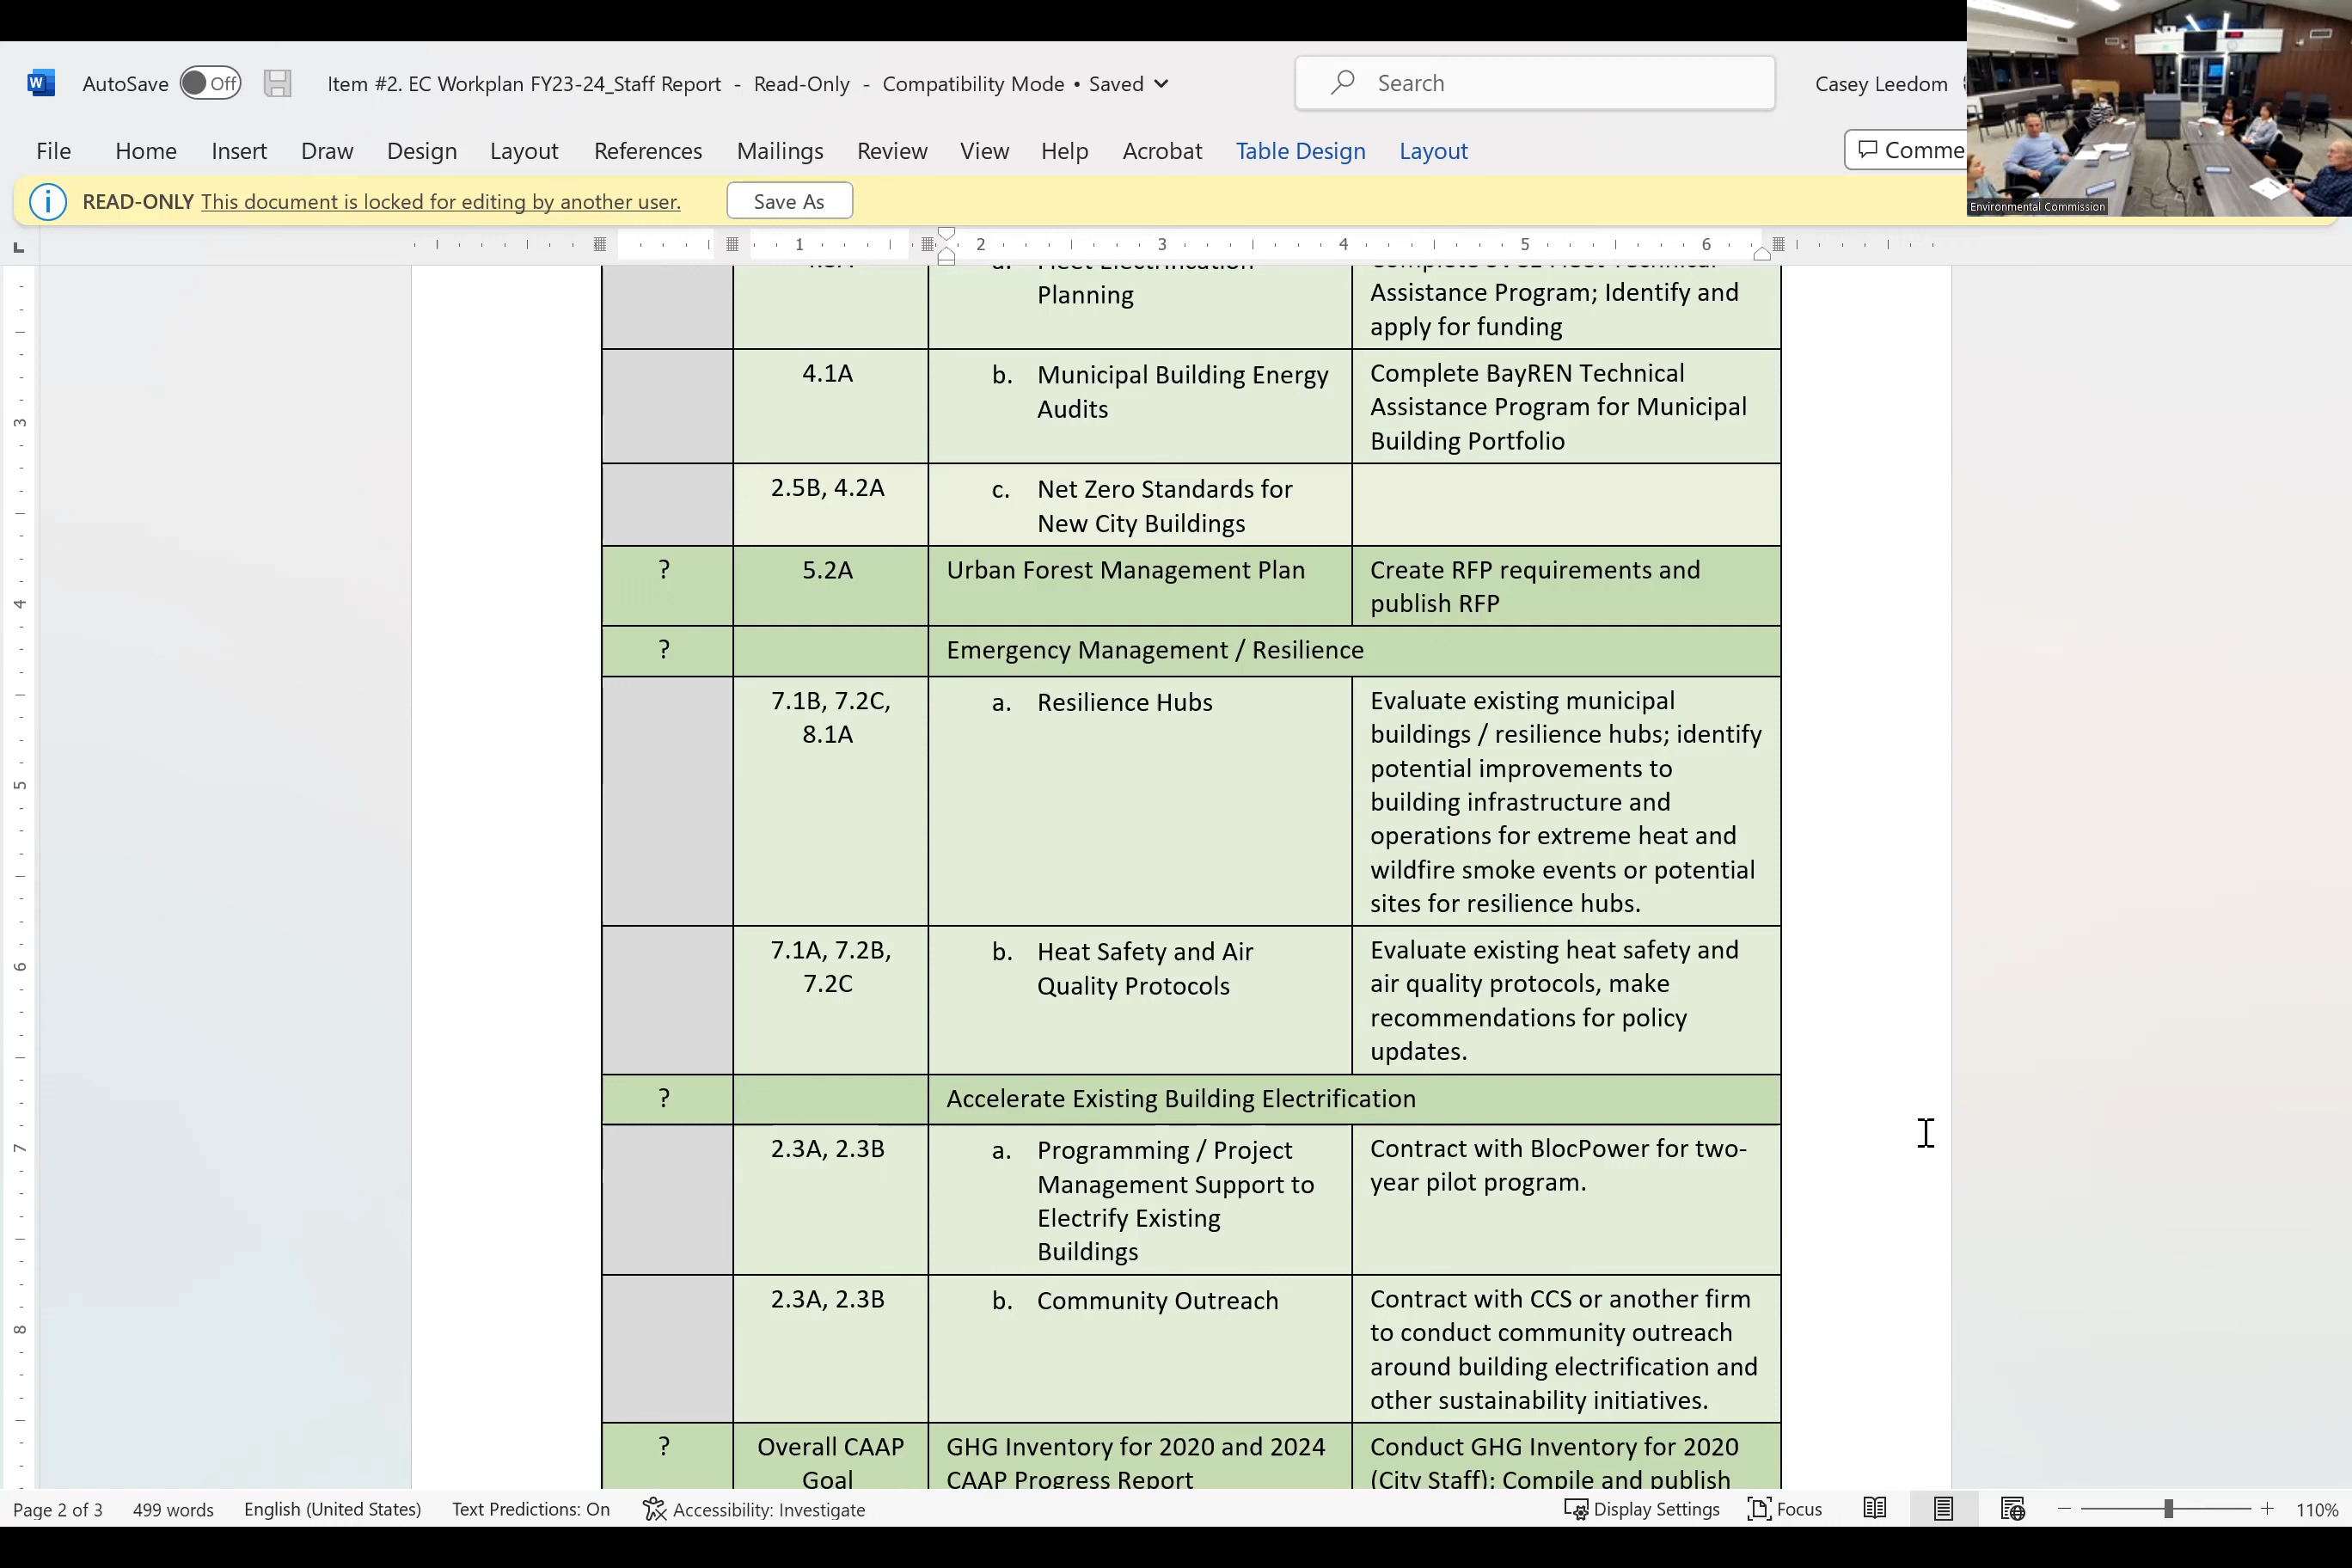 AutoSave Off Item #2. EC Workplan FY23-24_Staff Report - Read-Only - Compatibility Mode • Saved Search Casey Leedom
File Home Insert Draw Design Layout References Mailings Review View Help Acrobat Table Design Layout Comme
READ-ONLY This document is locked for editing by another user. Save As
Environmental Commission
1 2 3 4 5 6
Planning
Assistance Program; Identify and
apply for funding
4.1A
b. Municipal Building Energy
Audits
Complete BayREN Technical
Assistance Program for Municipal
Building Portfolio
2.5B, 4.2A
c. Net Zero Standards for
New City Buildings
? 5.2A
Urban Forest Management Plan
Create RFP requirements and
publish RFP
? Emergency Management / Resilience
7.1B, 7.2C,
8.1A
a. Resilience Hubs
Evaluate existing municipal
buildings / resilience hubs; identify
potential improvements to
building infrastructure and
operations for extreme heat and
wildfire smoke events or potential
sites for resilience hubs.
7.1A, 7.2B,
7.2C
b. Heat Safety and Air
Quality Protocols
Evaluate existing heat safety and
air quality protocols, make
recommendations for policy
updates.
? Accelerate Existing Building Electrification
2.3A, 2.3B
a. Programming / Project
Management Support to
Electrify Existing
Buildings
Contract with BlocPower for two-
year pilot program.
2.3A, 2.3B
b. Community Outreach
Contract with CCS or another firm
to conduct community outreach
around building electrification and
other sustainability initiatives.
? Overall CAAP
Goal
GHG Inventory for 2020 and 2024
CAAP Progress Report
Conduct GHG Inventory for 2020
(City Staff); Compile and publish
3
4
5
6
7
8
Page 2 of 3 499 words English (United States) Text Predictions: On Accessibility: Investigate Display Settings Focus 110%